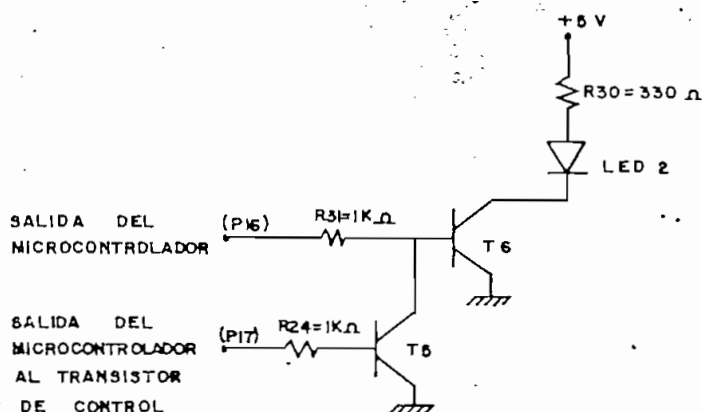 +5 V
R30=330 Ω
LED 2
SALIDA DEL
MICROCONTROLADOR
(P16)
R31=1K Ω
T6
SALIDA DEL
MICROCONTROLADOR
AL TRANSISTOR
DE CONTROL
(P17)
R24=1KΩ
T5